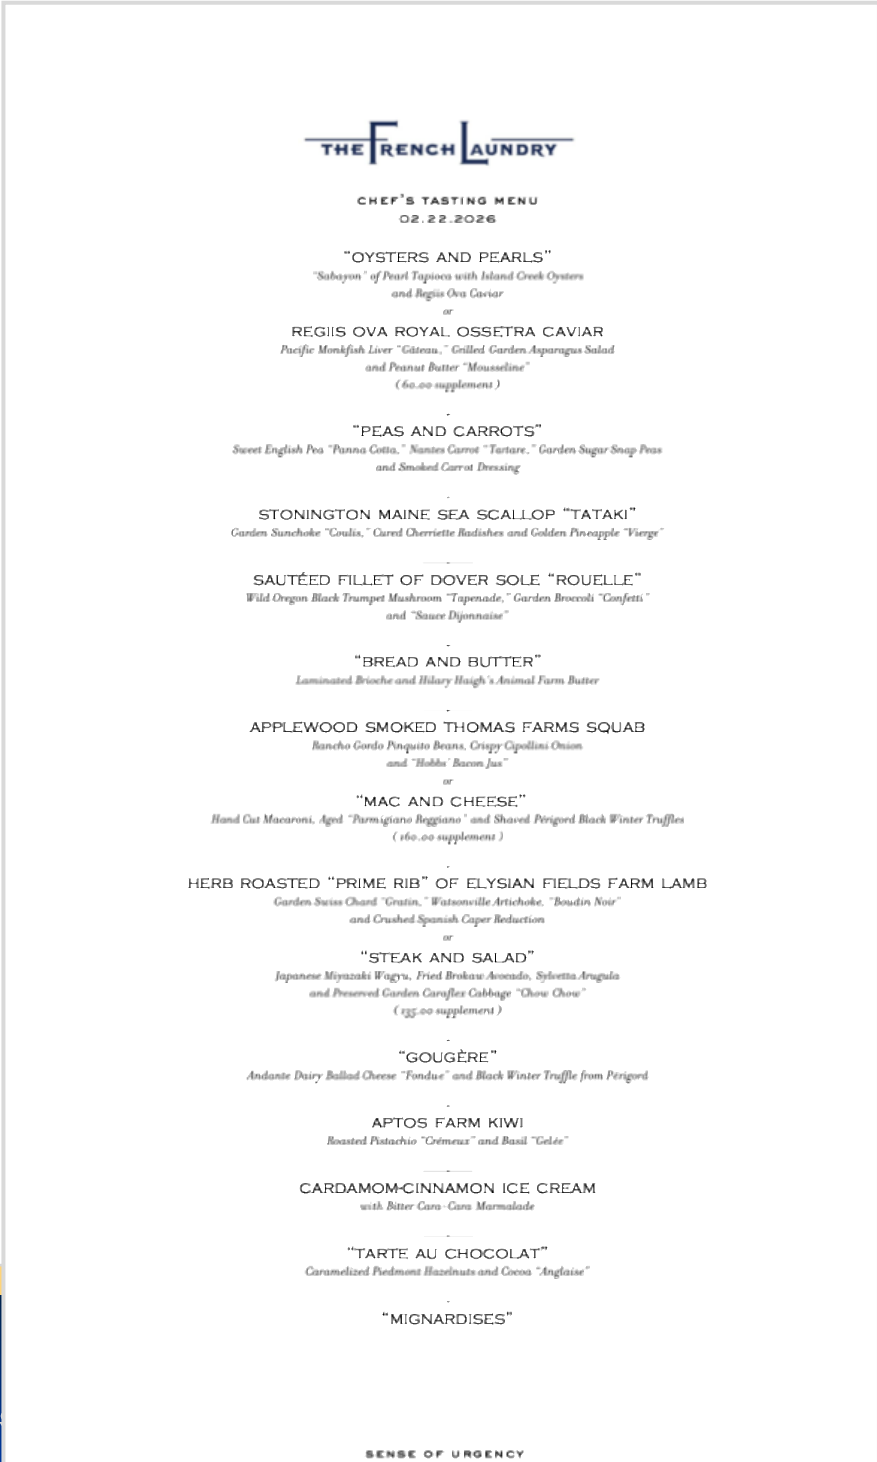 THE FRENCH LAUNDRY
CHEF'S TASTING MENU
02.22.2026
“OYSTERS AND PEARLS”
“Sabayon” of Pearl Tapioca with Island Creek Oysters
and Regiis Ova Caviar
or
REGIIS OVA ROYAL OSSETRA CAVIAR
Pacific Monkfish Liver “Gâteau,” Grilled Garden Asparagus Salad
and Peanut Butter “Mousseline”
(60.00 supplement)
“PEAS AND CARROTS”
Sweet English Pea “Panna Cotta,” Nantes Carrot “Tartare,” Garden Sugar Snap Peas
and Smoked Carrot Dressing
STONINGTON MAINE SEA SCALLOP “TATAKI”
Garden Sunchoke “Coulis,” Cured Cherriette Radishes and Golden Pineapple “Vierge”
SAUTÉED FILLET OF DOVER SOLE “ROUELLE”
Wild Oregon Black Trumpet Mushroom “Tapenade,” Garden Broccoli “Confetti”
and “Sauce Dijonnaise”
“BREAD AND BUTTER”
Laminated Brioche and Hilary Haigh's Animal Farm Butter
APPLEWOOD SMOKED THOMAS FARMS SQUAB
Rancho Gordo Pinquito Beans, Crispy Cipollini Onion
and “Hobbs' Bacon Jus”
or
“MAC AND CHEESE”
Hand Cut Macaroni, Aged “Parmigiano Reggiano” and Shaved Périgord Black Winter Truffles
(160.00 supplement)
HERB ROASTED “PRIME RIB” OF ELYSIAN FIELDS FARM LAMB
Garden Swiss Chard “Gratin,” Watsonville Artichoke, “Boudin Noir”
and Crushed Spanish Caper Reduction
or
“STEAK AND SALAD”
Japanese Miyazaki Wagyu, Fried Brokaw Avocado, Sylvetta Arugula
and Preserved Garden Caraflex Cabbage “Chow Chow”
(135.00 supplement)
“GOUGÈRE”
Andante Dairy Ballad Cheese “Fondue” and Black Winter Truffle from Périgord
APTOS FARM KIWI
Roasted Pistachio “Crémeux” and Basil “Gelée”
CARDAMOM-CINNAMON ICE CREAM
with Bitter Cara-Cara Marmalade
“TARTE AU CHOCOLAT”
Caramelized Piedmont Hazelnuts and Cocoa “Anglaise”
“MIGNARDISES”
SENSE OF URGENCY